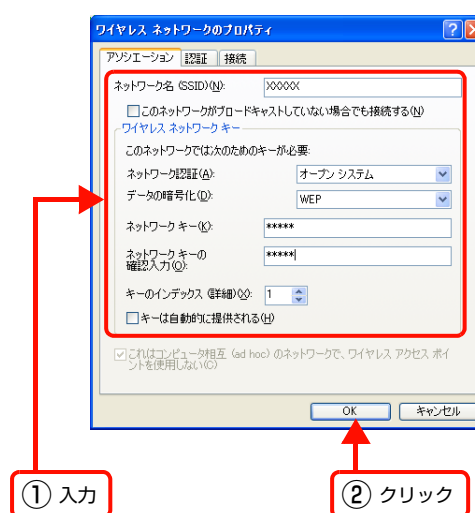 ワイヤレス ネットワークのプロパティ
アソシエーション 認証 接続
ネットワーク名 (SSID)(N): XXXXX
このネットワークがブロードキャストしていない場合でも接続する(N)
ワイヤレス ネットワーク キー
このネットワークでは次のためのキーが必要:
ネットワーク認証(A): オープン システム
データの暗号化(D): WEP
ネットワーク キー(K): *****
ネットワーク キーの
確認入力(O): *****
キーのインデックス (詳細)(X): 1
キーは自動的に提供される(H)
これはコンピュータ相互 (ad hoc) のネットワークで、ワイヤレス アクセス ポイ
ントを使用しない(C)
OK キャンセル
① 入力
② クリック